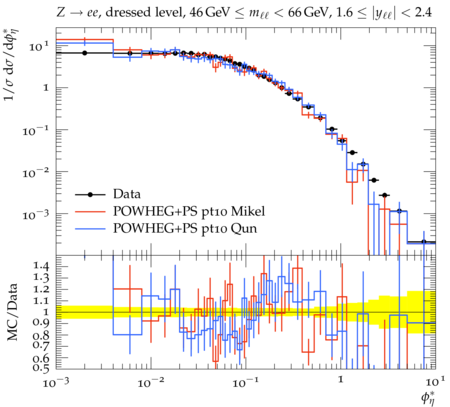 Z → ee, dressed level, 46 GeV ≤ mℓℓ < 66 GeV, 1.6 ≤ |yℓℓ| < 2.4
1/σ dσ/dφ*η
10¹
1
10⁻¹
10⁻²
10⁻³
Data
POWHEG+PS pt10 Mikel
POWHEG+PS pt10 Qun
MC/Data
1.4
1.3
1.2
1.1
1
0.9
0.8
0.7
0.6
0.5
10⁻³ 10⁻² 10⁻¹ 1 10¹
φ*η